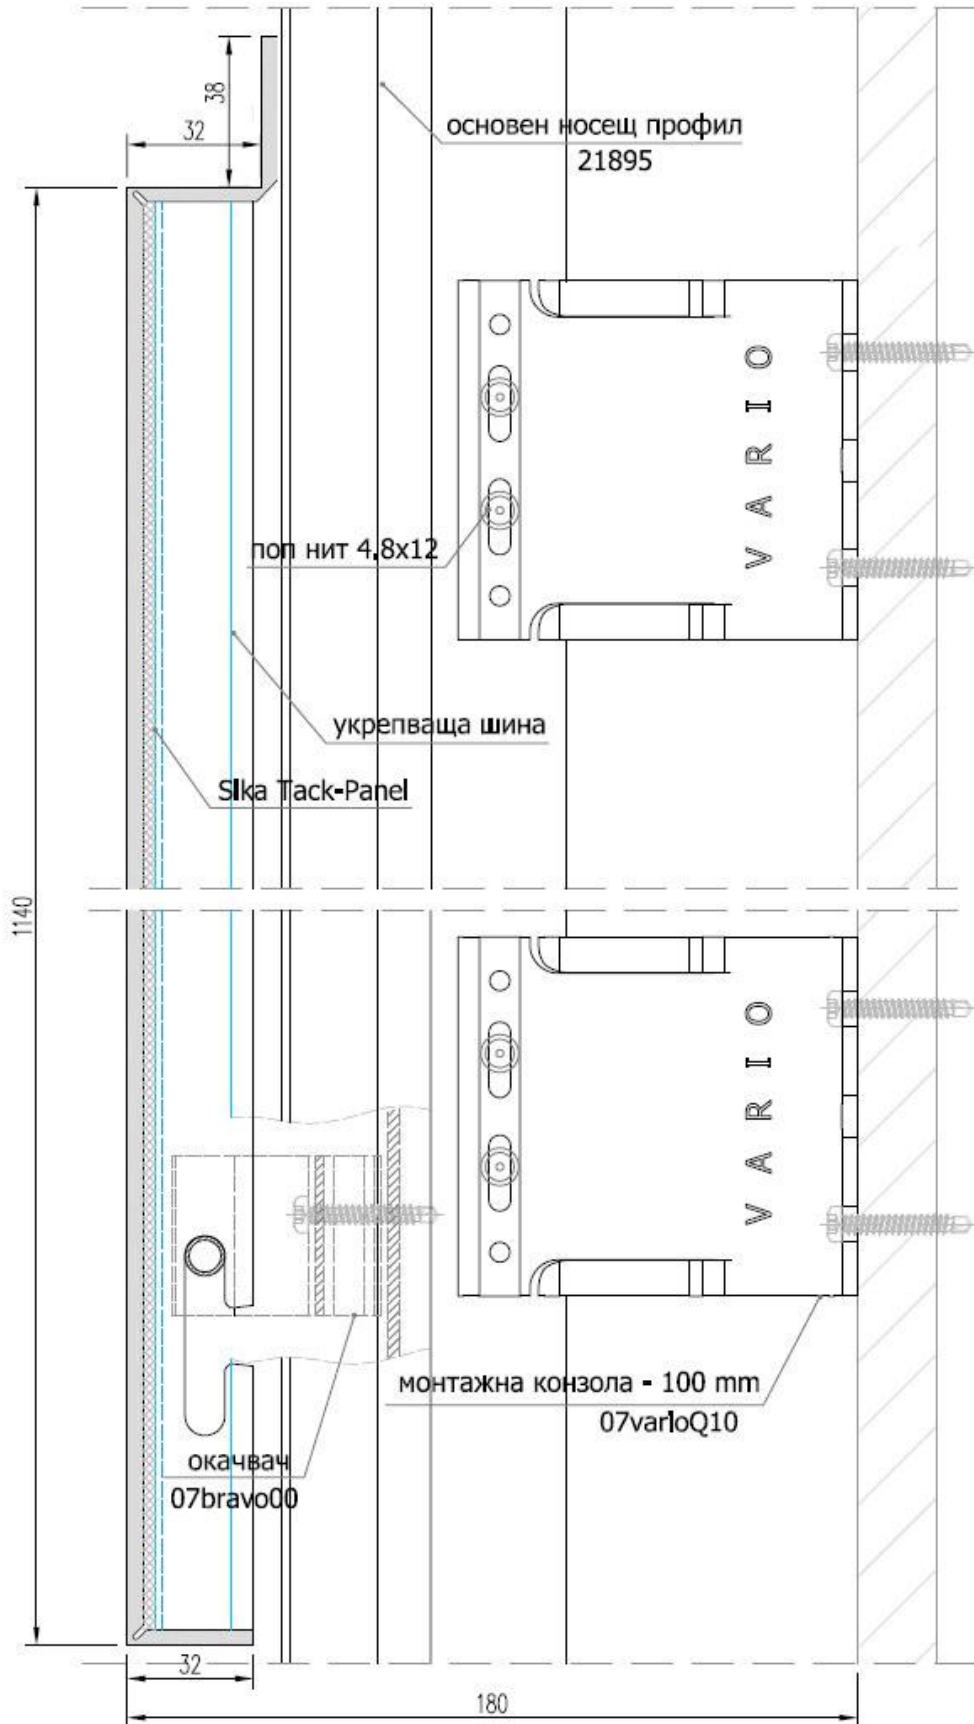 38
32
основен носещ профил
21895
VARIO
поп нит 4.8x12
укрепваща шина
Sika Tack-Panel
1140
VARIO
монтажна конзола - 100 mm
07varioQ10
окачвач
07bravo00
32
180